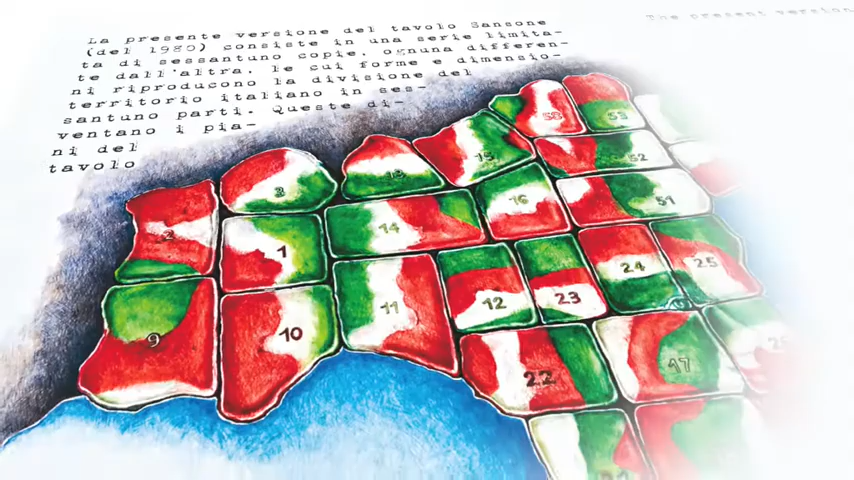 La presente versione del tavolo Sansone
(del 1980) consiste in una serie limita-
ta di sessantuno copie, ognuna differen-
te dall'altra, le cui forme e dimensio-
ni riproducono la divisione del
territorio italiano in ses-
santuno parti. Queste di-
ventano i pia-
ni del
tavolo
The present version
58
53
15
52
3
13
16
51
2
14
1
24
25
11
12
23
9
10
22
17